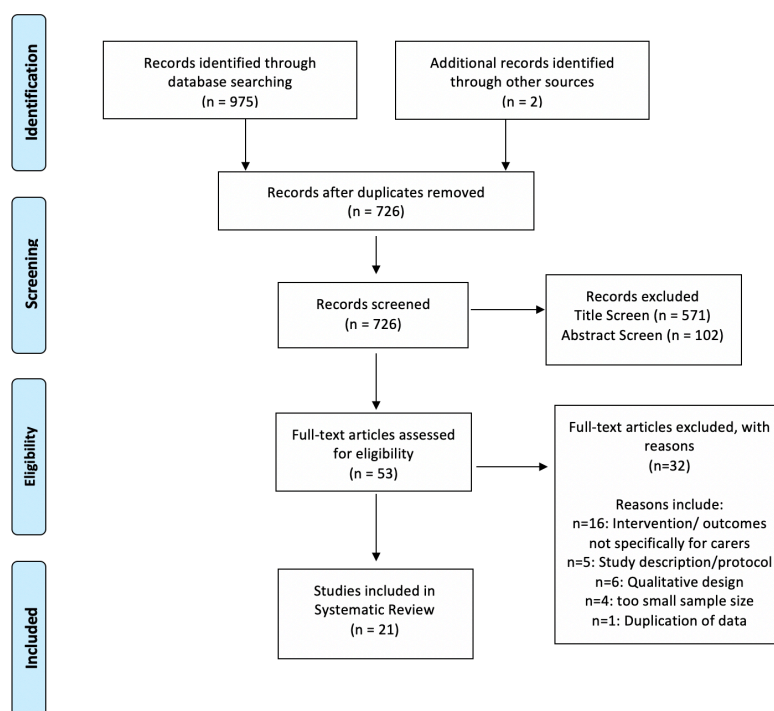 Identification
Records identified through
database searching
(n = 975)
Additional records identified
through other sources
(n = 2)
Records after duplicates removed
(n = 726)
Screening
Records screened
(n = 726)
Records excluded
Title Screen (n = 571)
Abstract Screen (n = 102)
Eligibility
Full-text articles assessed
for eligibility
(n = 53)
Full-text articles excluded, with
reasons
(n=32)
Reasons include:
n=16: Intervention/ outcomes
not specifically for carers
n=5: Study description/protocol
n=6: Qualitative design
n=4: too small sample size
n=1: Duplication of data
Included
Studies included in
Systematic Review
(n = 21)